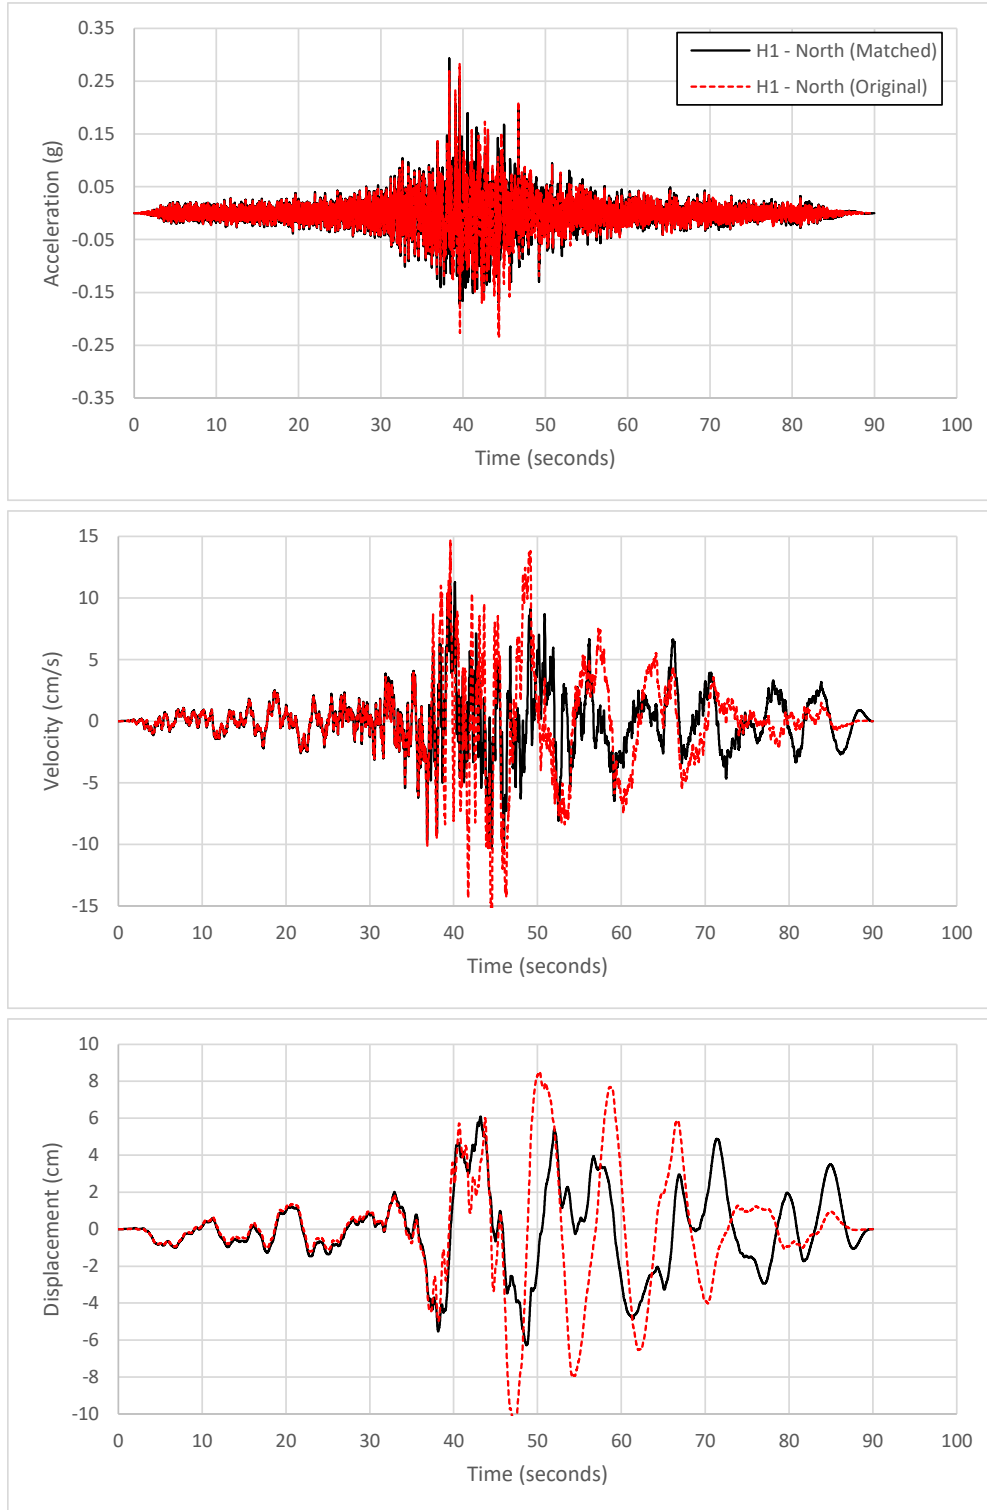 0.35
0.25
0.15
0.05
-0.05
-0.15
-0.25
-0.35
Acceleration (g)
H1 - North (Matched)
H1 - North (Original)
0 10 20 30 40 50 60 70 80 90 100
Time (seconds)
15
10
5
0
-5
-10
-15
Velocity (cm/s)
0 10 20 30 40 50 60 70 80 90 100
Time (seconds)
10
8
6
4
2
0
-2
-4
-6
-8
-10
Displacement (cm)
0 10 20 30 40 50 60 70 80 90 100
Time (seconds)